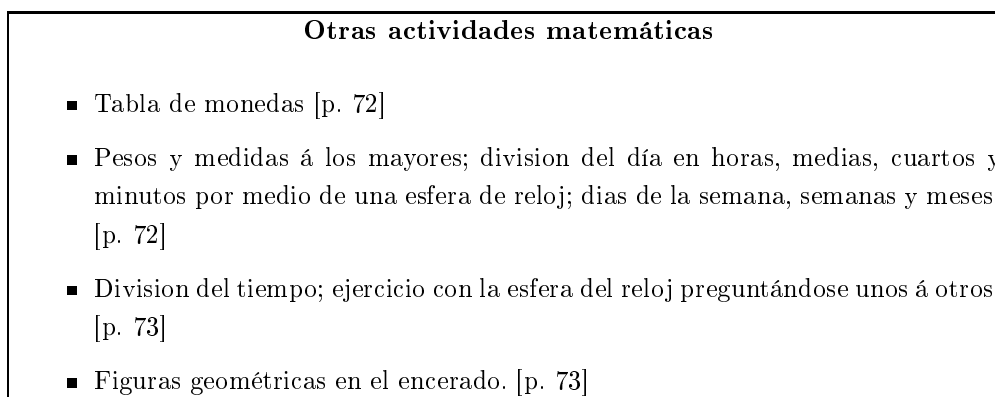 Otras actividades matemáticas
▪ Tabla de monedas [p. 72]
▪ Pesos y medidas á los mayores; division del día en horas, medias, cuartos y
minutos por medio de una esfera de reloj; dias de la semana, semanas y meses
[p. 72]
▪ Division del tiempo; ejercicio con la esfera del reloj preguntándose unos á otros
[p. 73]
▪ Figuras geométricas en el encerado. [p. 73]